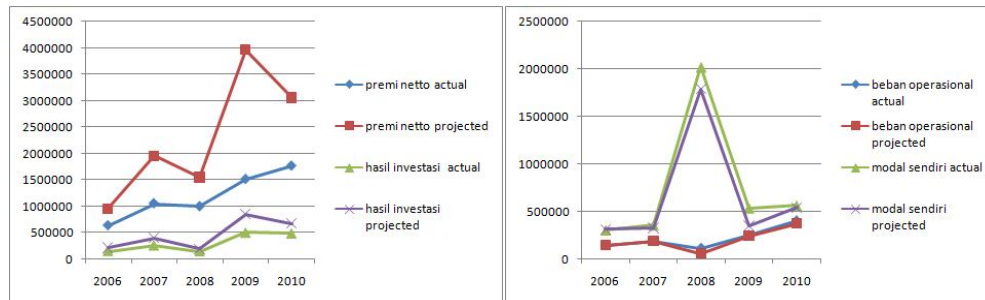 4500000
4000000
3500000
3000000
2500000
2000000
1500000
1000000
500000
0
2006 2007 2008 2009 2010
premi netto actual
premi netto projected
hasil investasi actual
hasil investasi
projected
2500000
2000000
1500000
1000000
500000
0
2006 2007 2008 2009 2010
beban operasional
actual
beban operasional
projected
modal sendiri actual
modal sendiri
projected